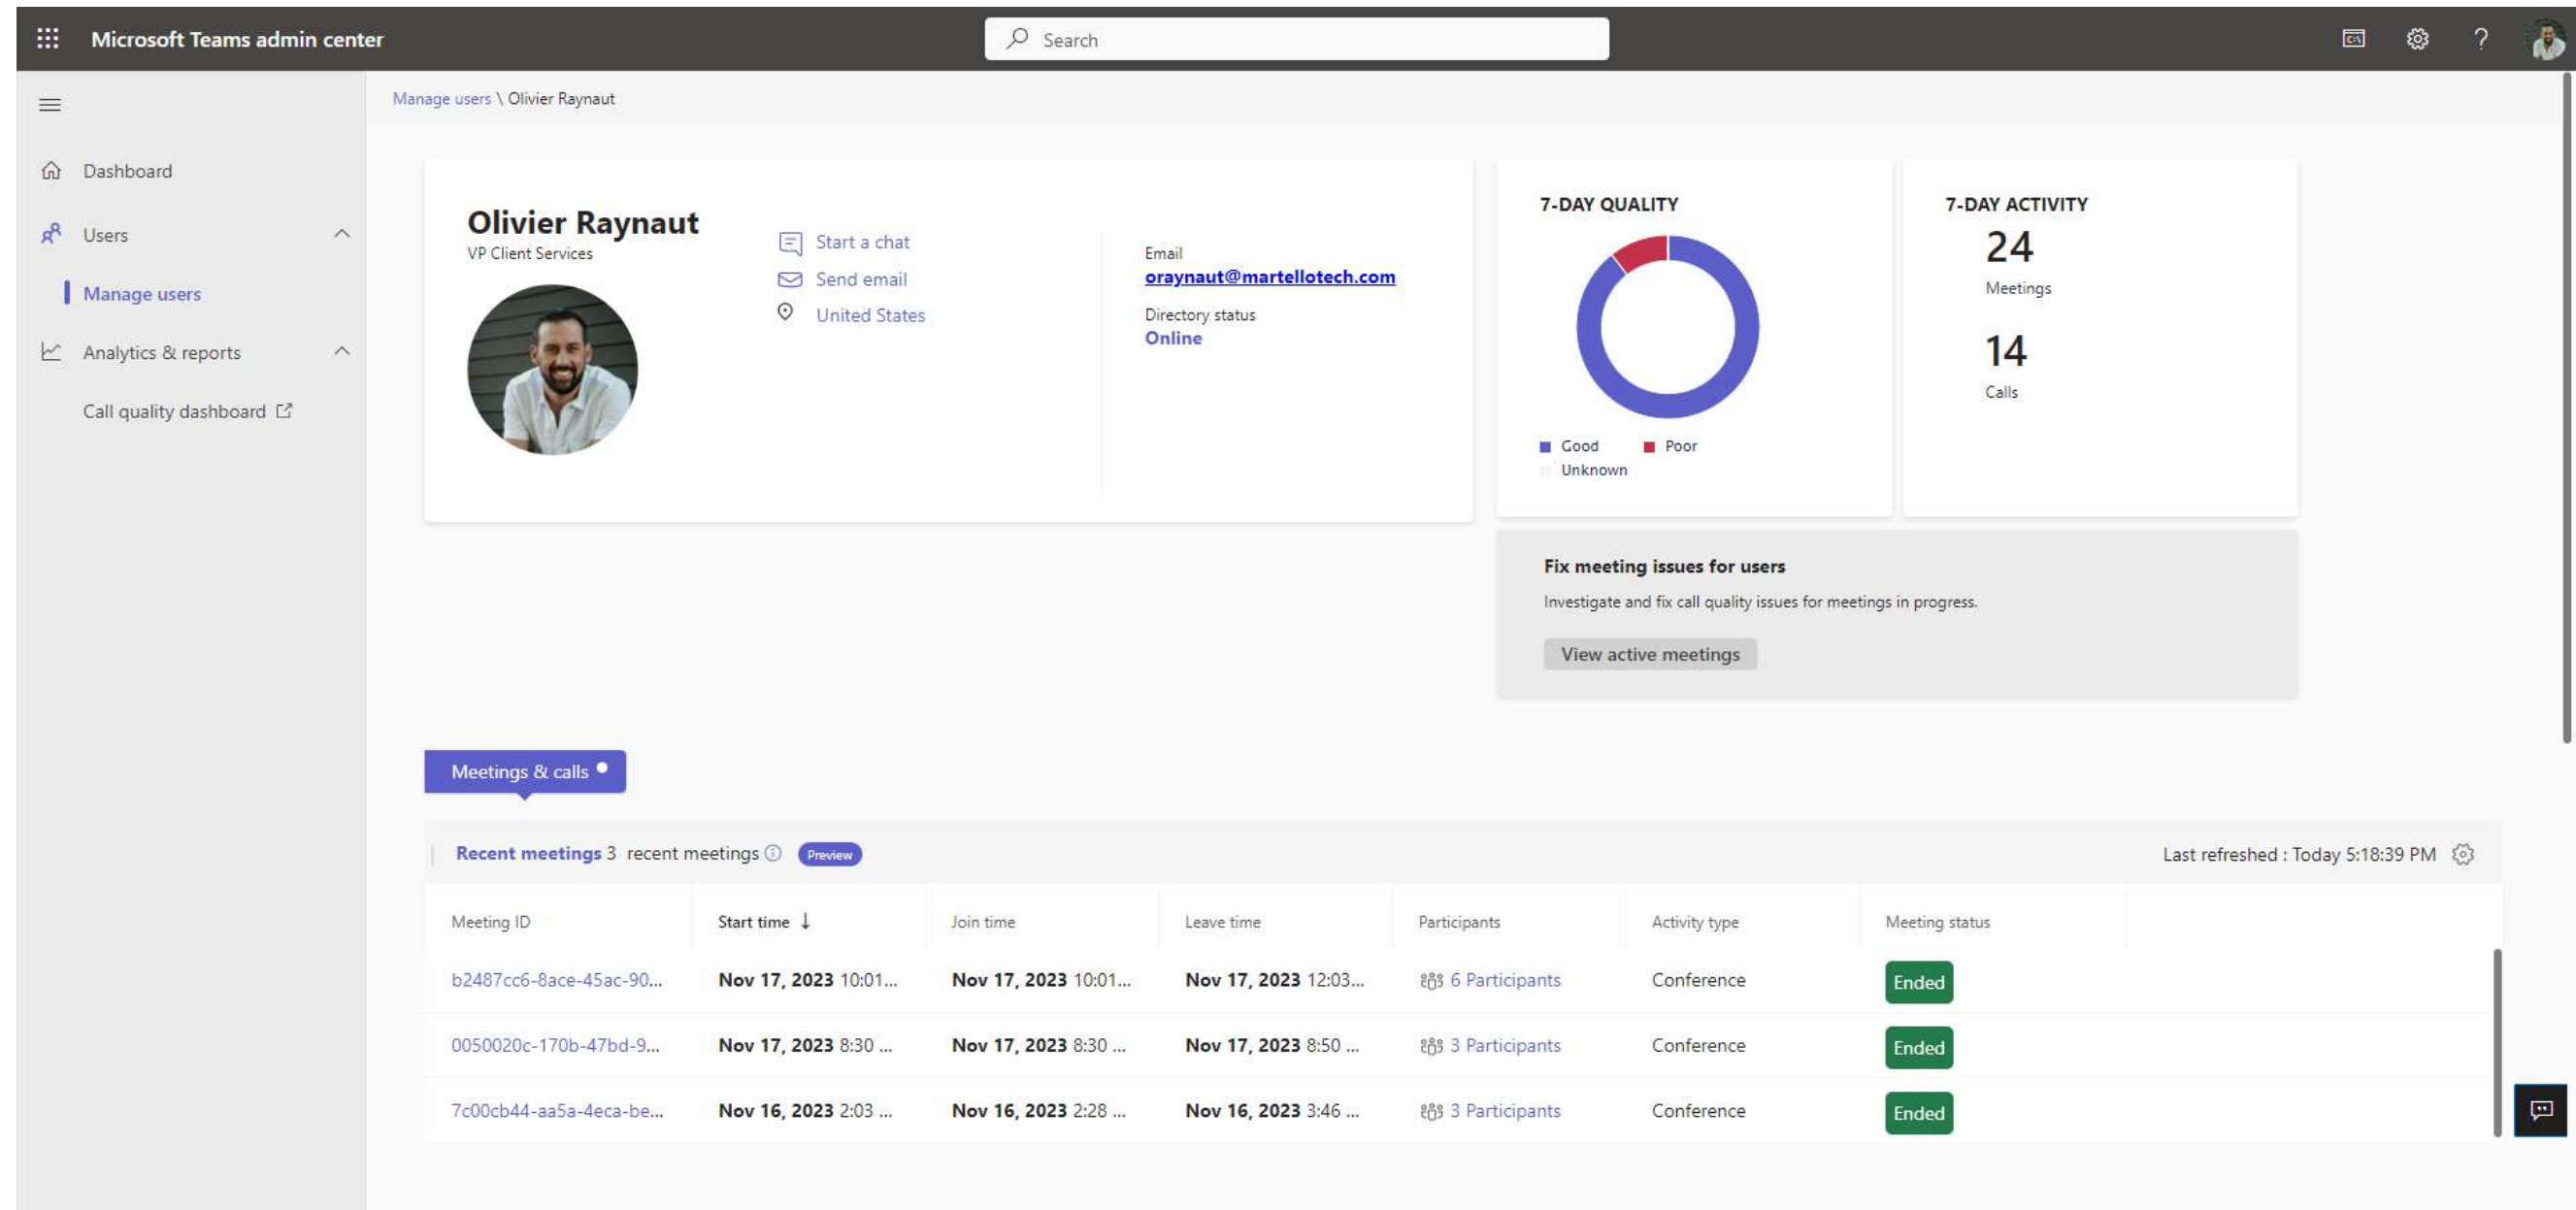 Microsoft Teams admin center
Search
Manage users \ Olivier Raynaut
Dashboard
Users
Manage users
Analytics & reports
Call quality dashboard
Olivier Raynaut
VP Client Services
Start a chat
Send email
United States
Email
oraynaut@martellotech.com
Directory status
Online
7-DAY QUALITY
Good Poor
Unknown
7-DAY ACTIVITY
24
Meetings
14
Calls
Fix meeting issues for users
Investigate and fix call quality issues for meetings in progress.
View active meetings
Meetings & calls
Recent meetings 3 recent meetings Preview Last refreshed : Today 5:18:39 PM
Meeting ID Start time ↓ Join time Leave time Participants Activity type Meeting status
b2487cc6-8ace-45ac-90... Nov 17, 2023 10:01... Nov 17, 2023 10:01... Nov 17, 2023 12:03... 6 Participants Conference Ended
0050020c-170b-47bd-9... Nov 17, 2023 8:30 ... Nov 17, 2023 8:30 ... Nov 17, 2023 8:50 ... 3 Participants Conference Ended
7c00cb44-aa5a-4eca-be... Nov 16, 2023 2:03 ... Nov 16, 2023 2:28 ... Nov 16, 2023 3:46 ... 3 Participants Conference Ended